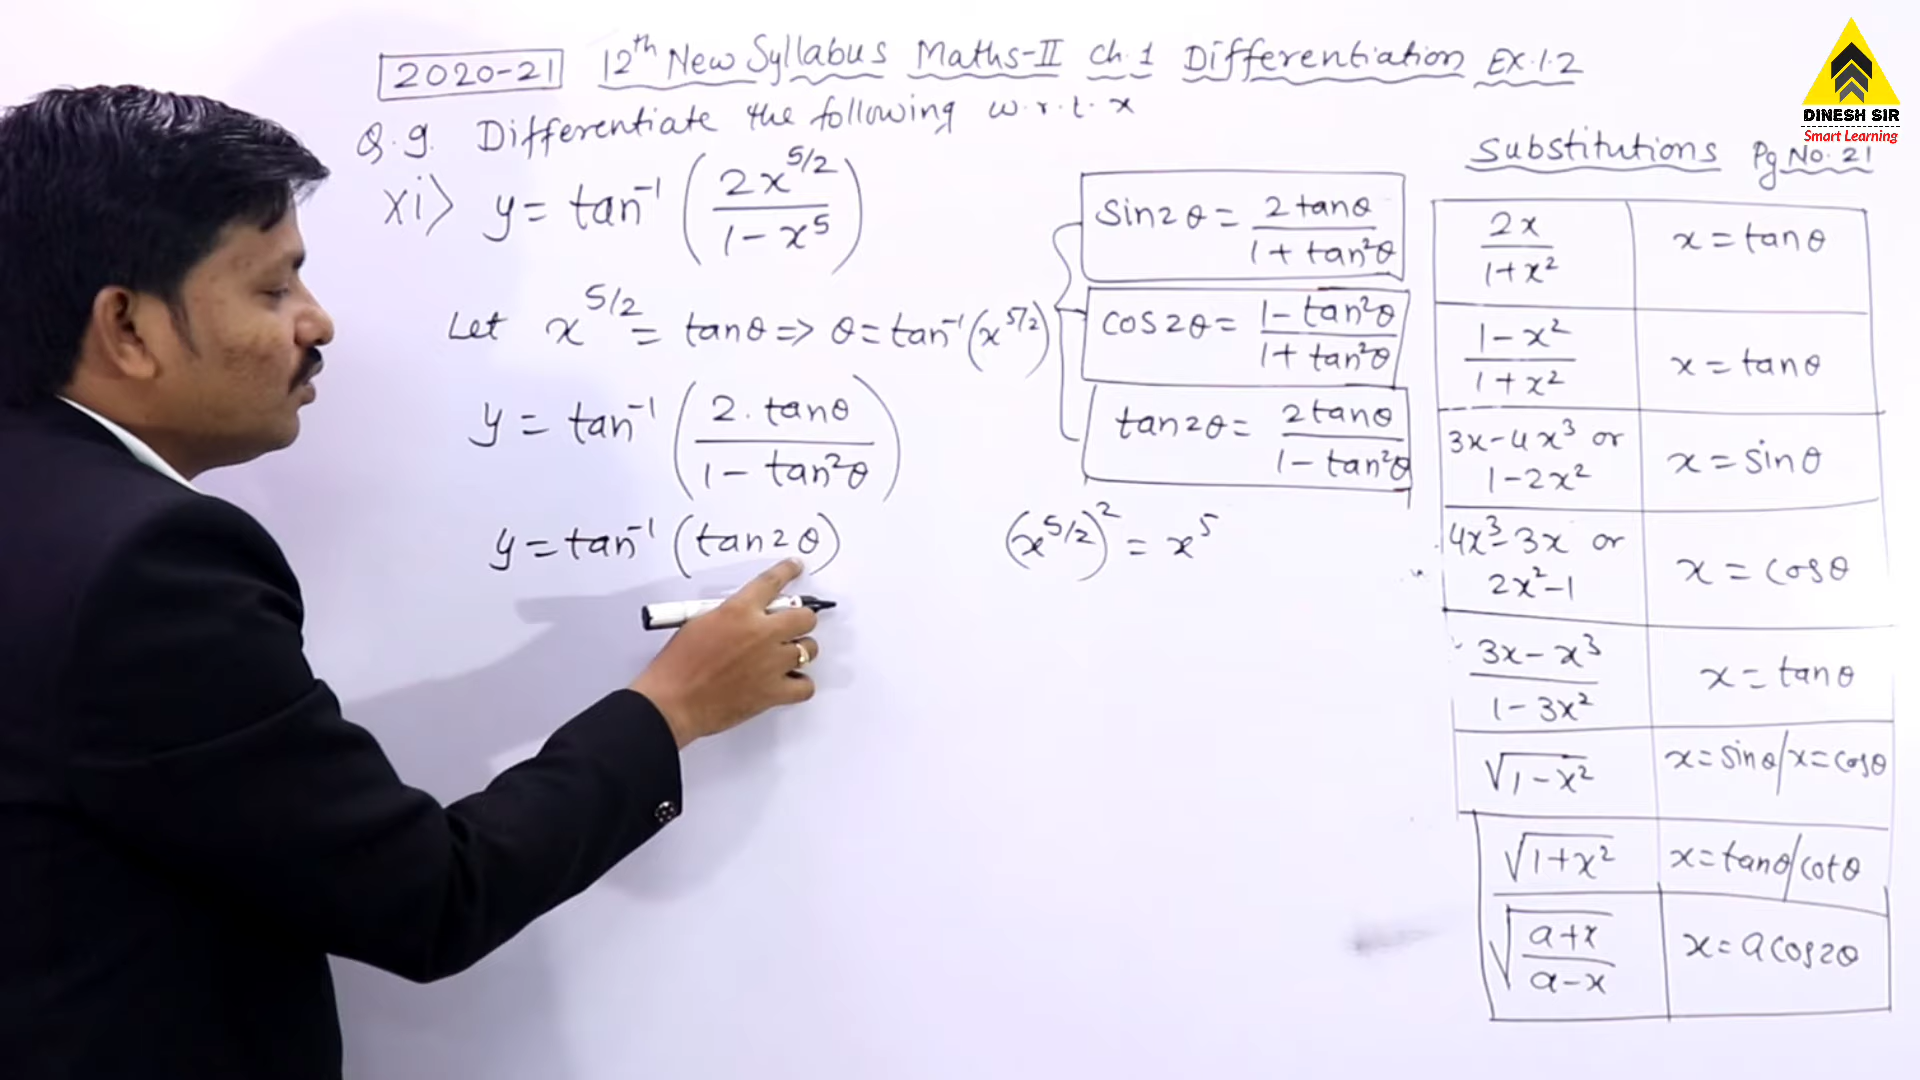 2020-21 12th New Syllabus Maths-II Ch.1 Differentiation Ex.1.2
DINESH SIR
Smart Learning
Q.9. Differentiate the following w.r.t. x
xi> y = tan⁻¹ (2x^5/2 / 1 - x⁵)
Let x^5/2 = tanθ => θ = tan⁻¹(x^5/2)
y = tan⁻¹ (2.tanθ / 1 - tan²θ)
y = tan⁻¹ (tan2θ)
(x^5/2)² = x⁵
sin2θ = 2tanθ / 1 + tan²θ
cos2θ = 1 - tan²θ / 1 + tan²θ
tan2θ = 2tanθ / 1 - tan²θ
Substitutions Pg No. 21
2x / 1+x² x = tanθ
1 - x² / 1 + x² x = tanθ
3x - 4x³ or
1 - 2x² x = sinθ
4x³ - 3x or
2x² - 1 x = cosθ
3x - x³ / 1 - 3x² x = tanθ
√1 - x² x = sinθ/x = cosθ
√1 + x² x = tanθ/cotθ
√a+x / a-x x = a cos2θ